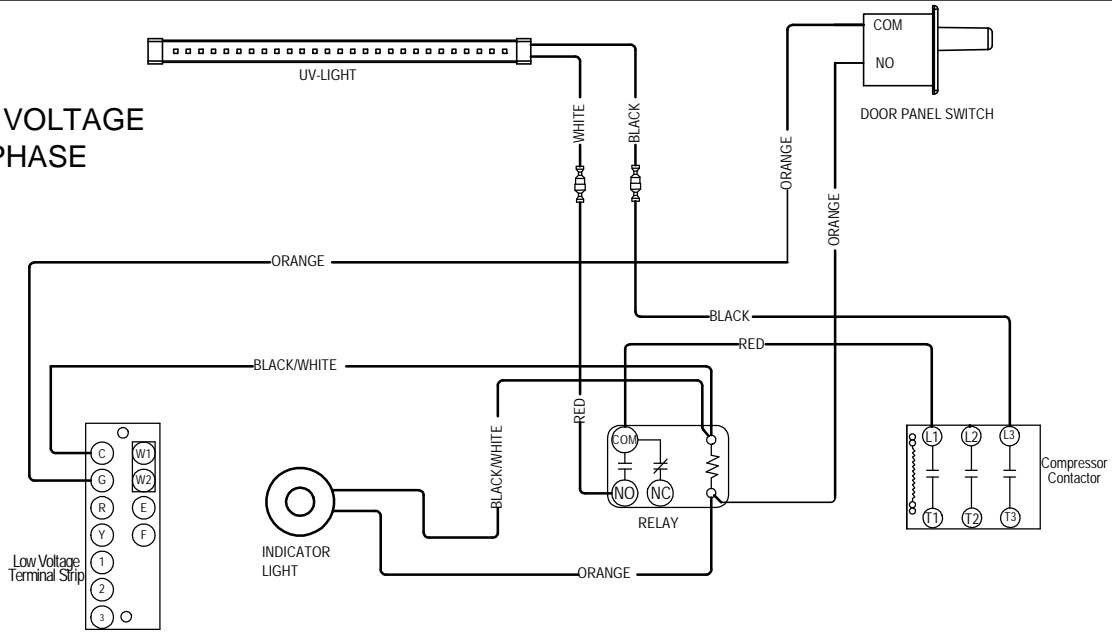 COM
NO
DOOR PANEL SWITCH
UV-LIGHT
VOLTAGE
PHASE
WHITE
BLACK
ORANGE
ORANGE
ORANGE
BLACK
RED
BLACK/WHITE
RED
BLACK/WHITE
COM
NO
NC
RELAY
L1
L2
L3
T1
T2
T3
Compressor
Contactor
C
W1
G
W2
R
E
Y
F
1
2
3
Low Voltage
Terminal Strip
INDICATOR
LIGHT
ORANGE